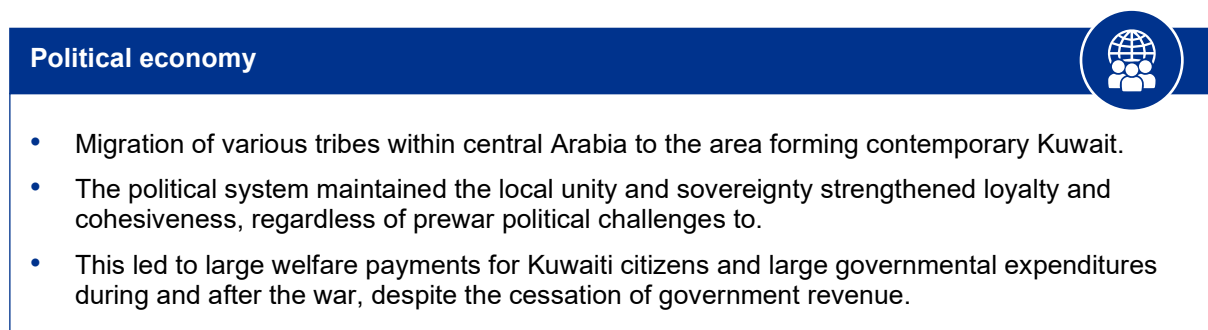 Political economy
• Migration of various tribes within central Arabia to the area forming contemporary Kuwait.
• The political system maintained the local unity and sovereignty strengthened loyalty and
cohesiveness, regardless of prewar political challenges to.
• This led to large welfare payments for Kuwaiti citizens and large governmental expenditures
during and after the war, despite the cessation of government revenue.